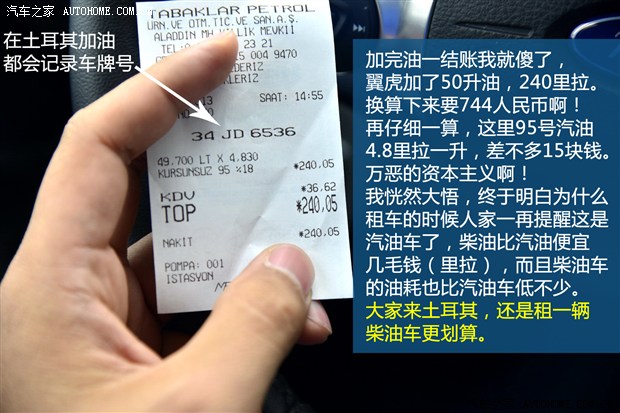 汽车之家 AUTOHOME.COM.CN
在土耳其加油
都会记录车牌号
TABAKLAR PETROL
ÜRN.VE OTM.TİC.VE SAN.A.Ş.
ALADDIN MH
MEVKII
23 21
004 9470
SAAT: 14:55
34 JD 6536
49.700 LT X 4.830
KURSUNSUZ 95 %18
*240,05
KDV
*36,62
TOP
*240,05
NAKIT
*240,05
POMPA: 001
ISTASYON
加完油一结账我就傻了，
翼虎加了50升油，240里拉。
换算下来要744人民币啊！
再仔细一算，这里95号汽油
4.8里拉一升，差不多15块钱。
万恶的资本主义啊！
我恍然大悟，终于明白为什么
租车的时候人家一再提醒这是
汽油车了，柴油比汽油便宜
几毛钱（里拉），而且柴油车
的油耗也比汽油车低不少。
大家来土耳其，还是租一辆
柴油车更划算。